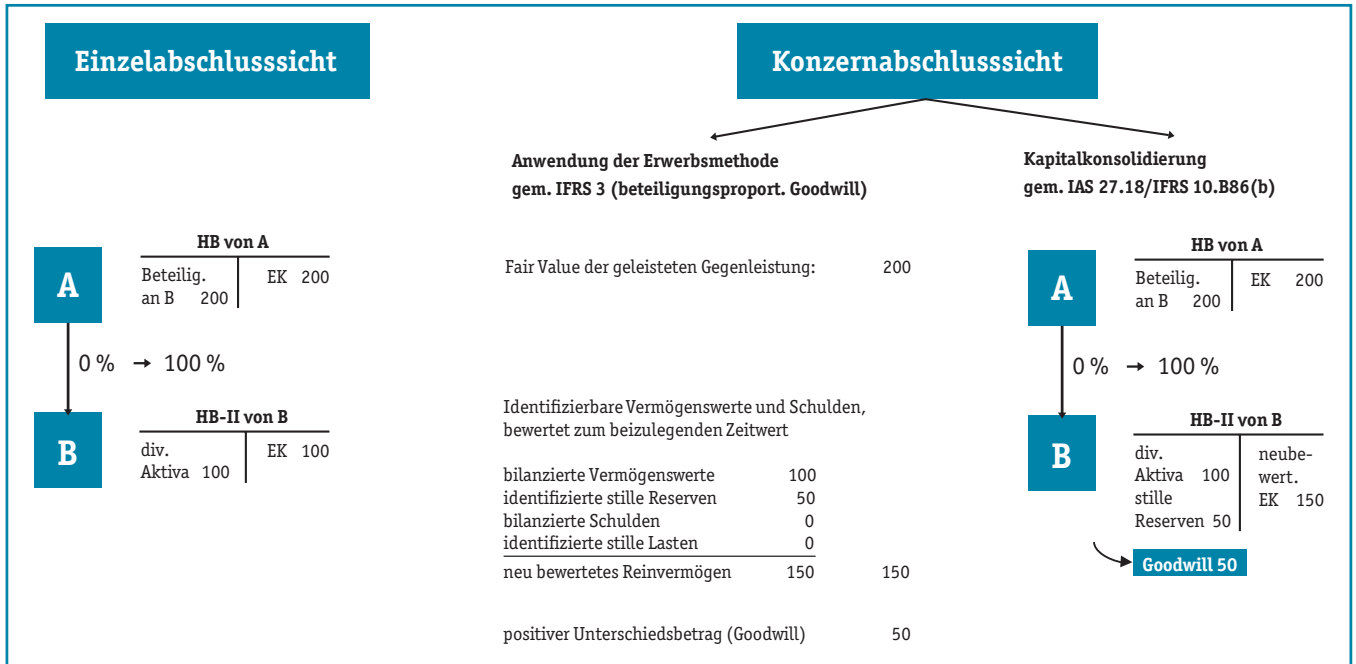 Einzelabschlusssicht
Konzernabschlusssicht
Anwendung der Erwerbsmethode
gem. IFRS 3 (beteiligungsproport. Goodwill)
Kapitalkonsolidierung
gem. IAS 27.18/IFRS 10.B86(b)
A
HB von A
Beteilig. EK 200
an B 200
0 % → 100 %
B
HB-II von B
div. EK 100
Aktiva 100
Fair Value der geleisteten Gegenleistung: 200
Identifizierbare Vermögenswerte und Schulden,
bewertet zum beizulegenden Zeitwert
bilanzierte Vermögenswerte 100
identifizierte stille Reserven 50
bilanzierte Schulden 0
identifizierte stille Lasten 0
neu bewertetes Reinvermögen 150 150
positiver Unterschiedsbetrag (Goodwill) 50
A
HB von A
Beteilig. EK 200
an B 200
0 % → 100 %
B
HB-II von B
div. neube-
Aktiva 100 wert.
stille EK 150
Reserven 50
Goodwill 50